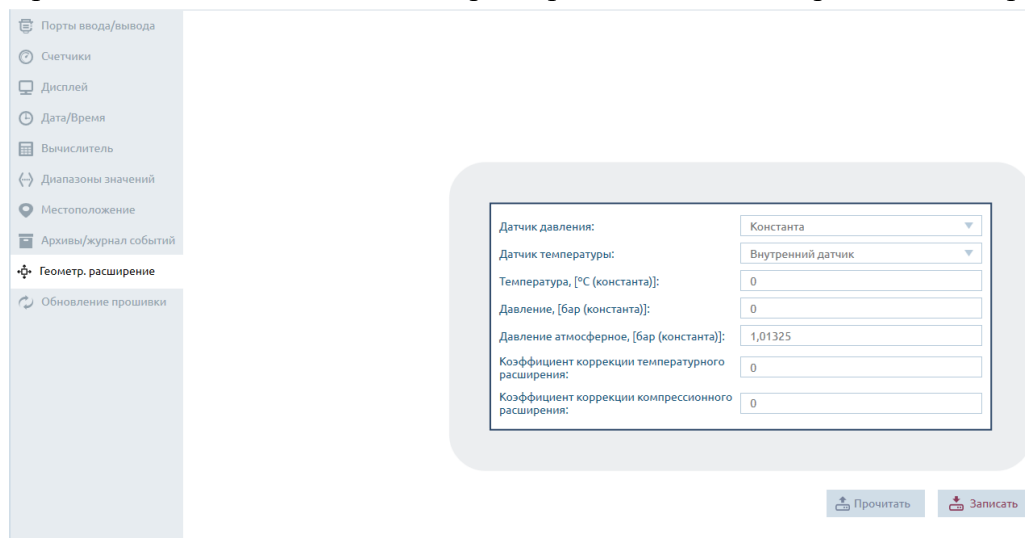 Порты ввода/вывода
Счетчики
Дисплей
Дата/Время
Вычислитель
Диапазоны значений
Местоположение
Архивы/журнал событий
Геометр. расширение
Обновление прошивки
Датчик давления: Константа
Датчик температуры: Внутренний датчик
Температура, [ºC (константа)]: 0
Давление, [бар (константа)]: 0
Давление атмосферное, [бар (константа)]: 1,01325
Коэффициент коррекции температурного
расширения: 0
Коэффициент коррекции компрессионного
расширения: 0
Прочитать Записать